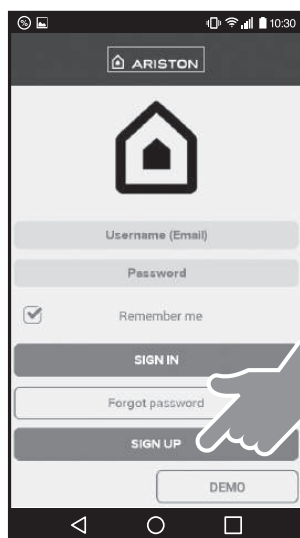 10:30
ARISTON
Username (Email)
Password
Remember me
SIGN IN
Forgot password
SIGN UP
DEMO